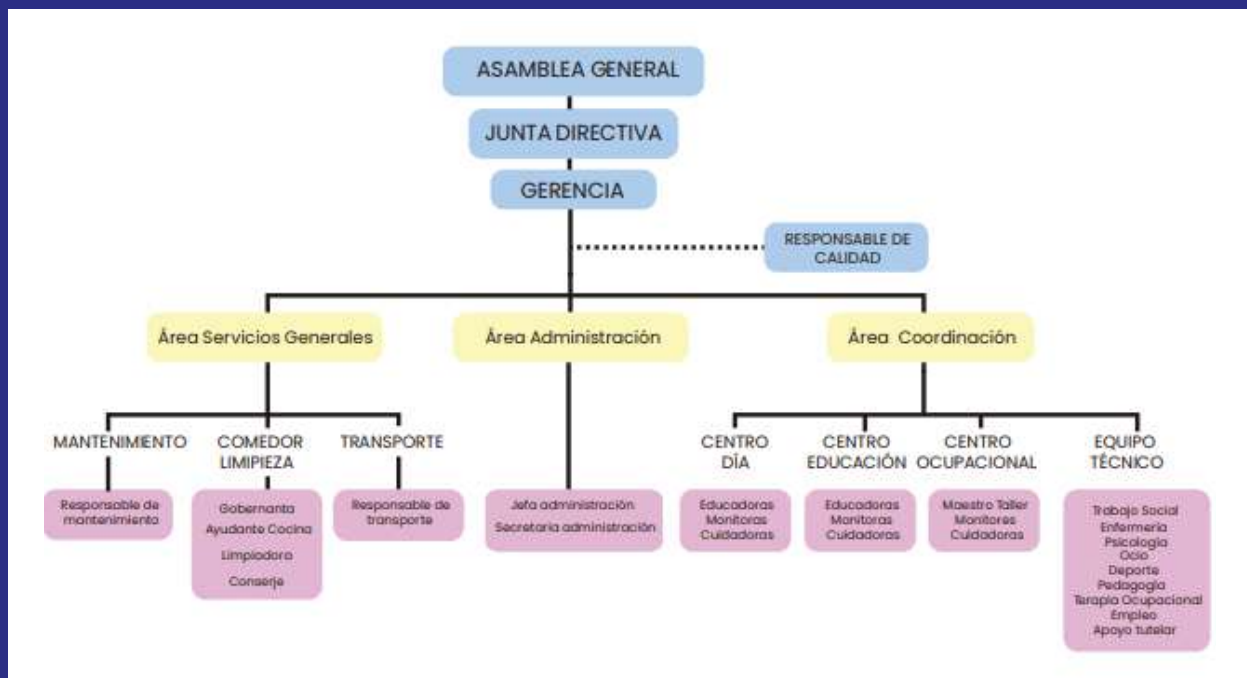 ASAMBLEA GENERAL
JUNTA DIRECTIVA
GERENCIA
RESPONSABLE DE
CALIDAD
Área Servicios Generales
Área Administración
Área Coordinación
MANTENIMIENTO
COMEDOR
LIMIPIEZA
TRANSPORTE
CENTRO
DÍA
CENTRO
EDUCACIÓN
CENTRO
OCUPACIONAL
EQUIPO
TÉCNICO
Responsable de
mantenimiento
Gobernanta
Ayudante Cocina
Limpiadora
Conserje
Responsable de
transporte
Jefa administración
Secretaria administración
Educadoras
Monitoras
Cuidadoras
Educadoras
Monitoras
Cuidadoras
Maestro Taller
Monitores
Cuidadoras
Trabajo Social
Enfermería
Psicología
Ocio
Deporte
Pedagogía
Terapia Ocupacional
Empleo
Apoyo tutelar